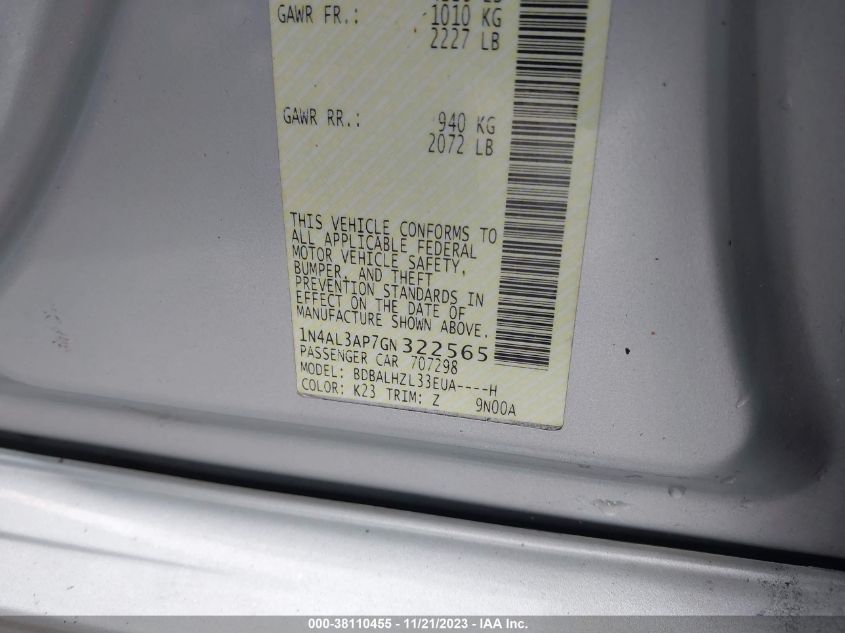 GAWR FR.: 1010 KG
2227 LB
GAWR RR.: 940 KG
2072 LB
THIS VEHICLE CONFORMS TO
ALL APPLICABLE FEDERAL
MOTOR VEHICLE SAFETY,
BUMPER, AND THEFT
PREVENTION STANDARDS IN
EFFECT ON THE DATE OF
MANUFACTURE SHOWN ABOVE.
1N4AL3AP7GN322565
PASSENGER CAR 707298
MODEL: BDBALHZL33EUA----H
COLOR: K23 TRIM: Z 9N00A
000-38110455 - 11/21/2023 - IAA Inc.